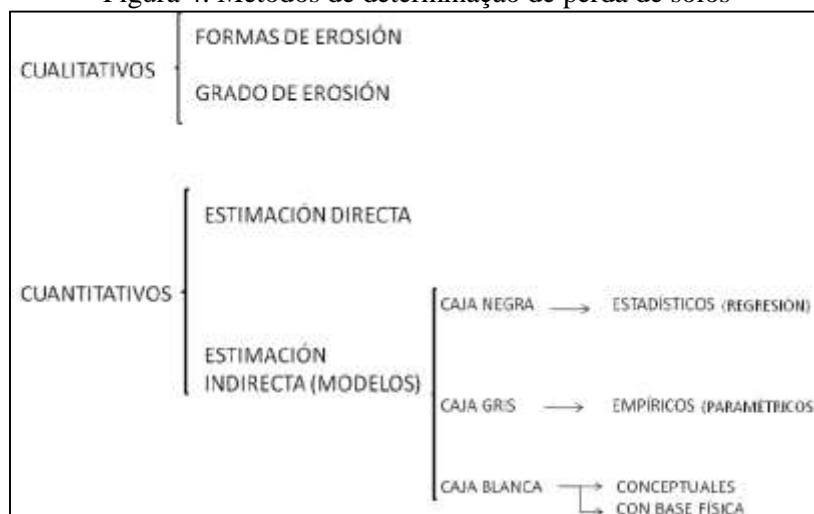 Figura 4: Métodos de determinação de perda de solos
CUALITATIVOS
FORMAS DE EROSIÓN
GRADO DE EROSIÓN
CUANTITATIVOS
ESTIMACIÓN DIRECTA
ESTIMACIÓN
INDIRECTA (MODELOS)
CAJA NEGRA
ESTADÍSTICOS (REGRESIÓN)
CAJA GRIS
EMPÍRICOS (PARAMÉTRICOS
CAJA BLANCA
CONCEPTUALES
CON BASE FÍSICA